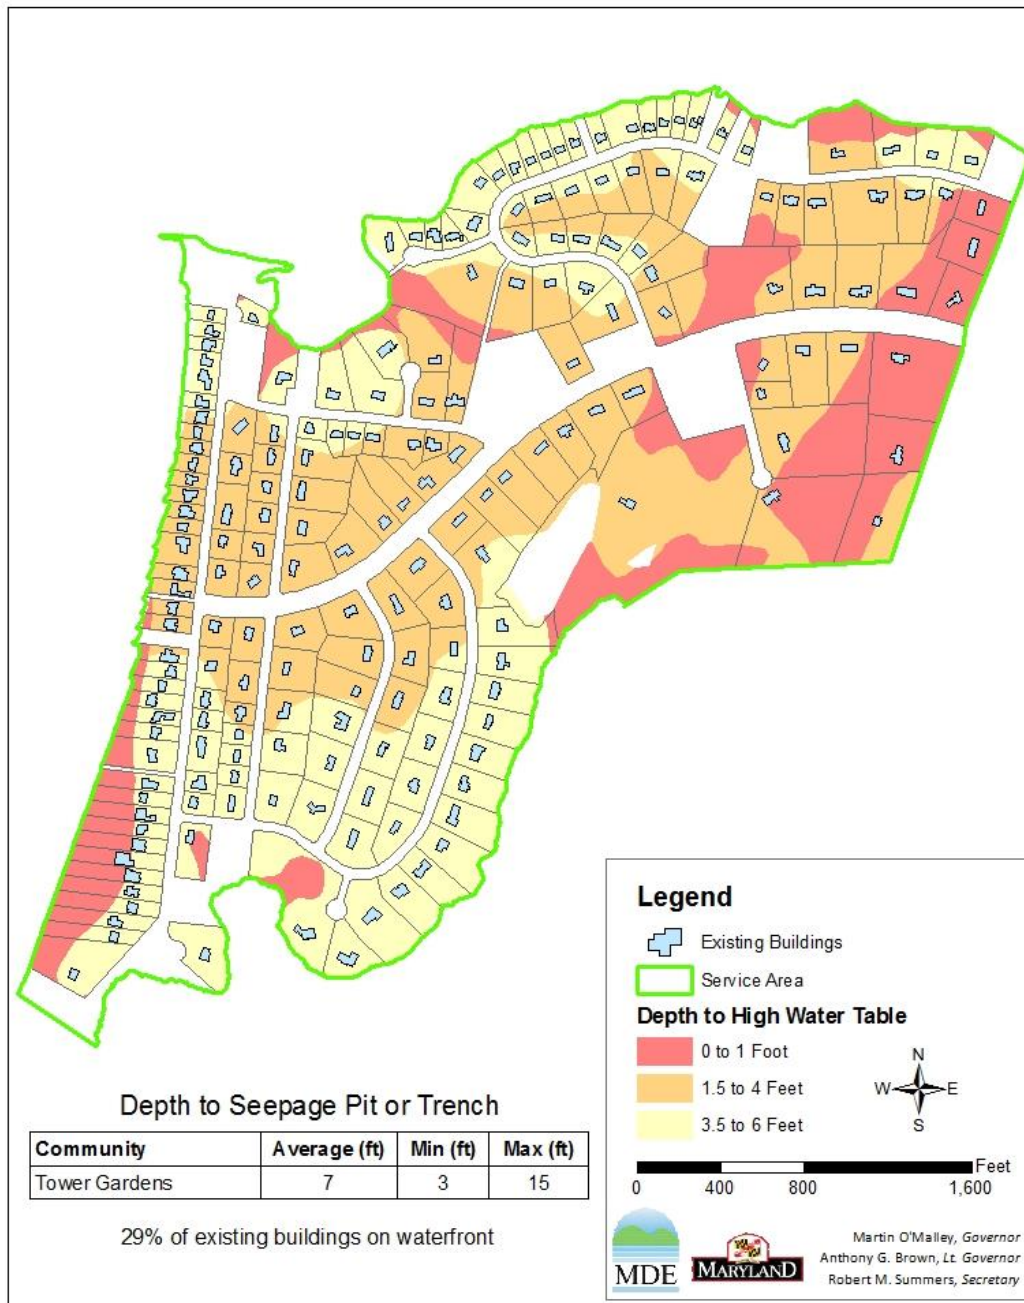 Legend
Existing Buildings
Service Area
Depth to High Water Table
0 to 1 Foot
1.5 to 4 Feet
3.5 to 6 Feet
N
W E
S
Feet
0 400 800 1,600
Depth to Seepage Pit or Trench
Community Average (ft) Min (ft) Max (ft)
Tower Gardens 7 3 15
29% of existing buildings on waterfront
MDE
MARYLAND
Martin O'Malley, Governor
Anthony G. Brown, Lt. Governor
Robert M. Summers, Secretary